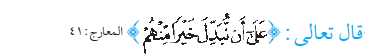 قال تعالى : ﴿ عَلَىٰٓ أَن نُّبَدِّلَ خَيْرًا مِّنْهُمْ ﴾ المعارج: ٤١